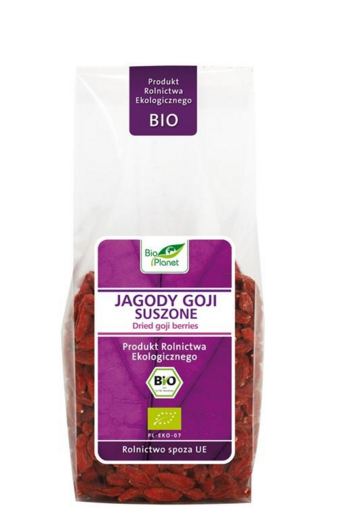 Produkt
Rolnictwa
Ekologicznego
BIO
Bio
Planet
JAGODY GOJI
SUSZONE
Dried goji berries
Produkt Rolnictwa
Ekologicznego
BiO
PL-EKO-07
Rolnictwo spoza UE